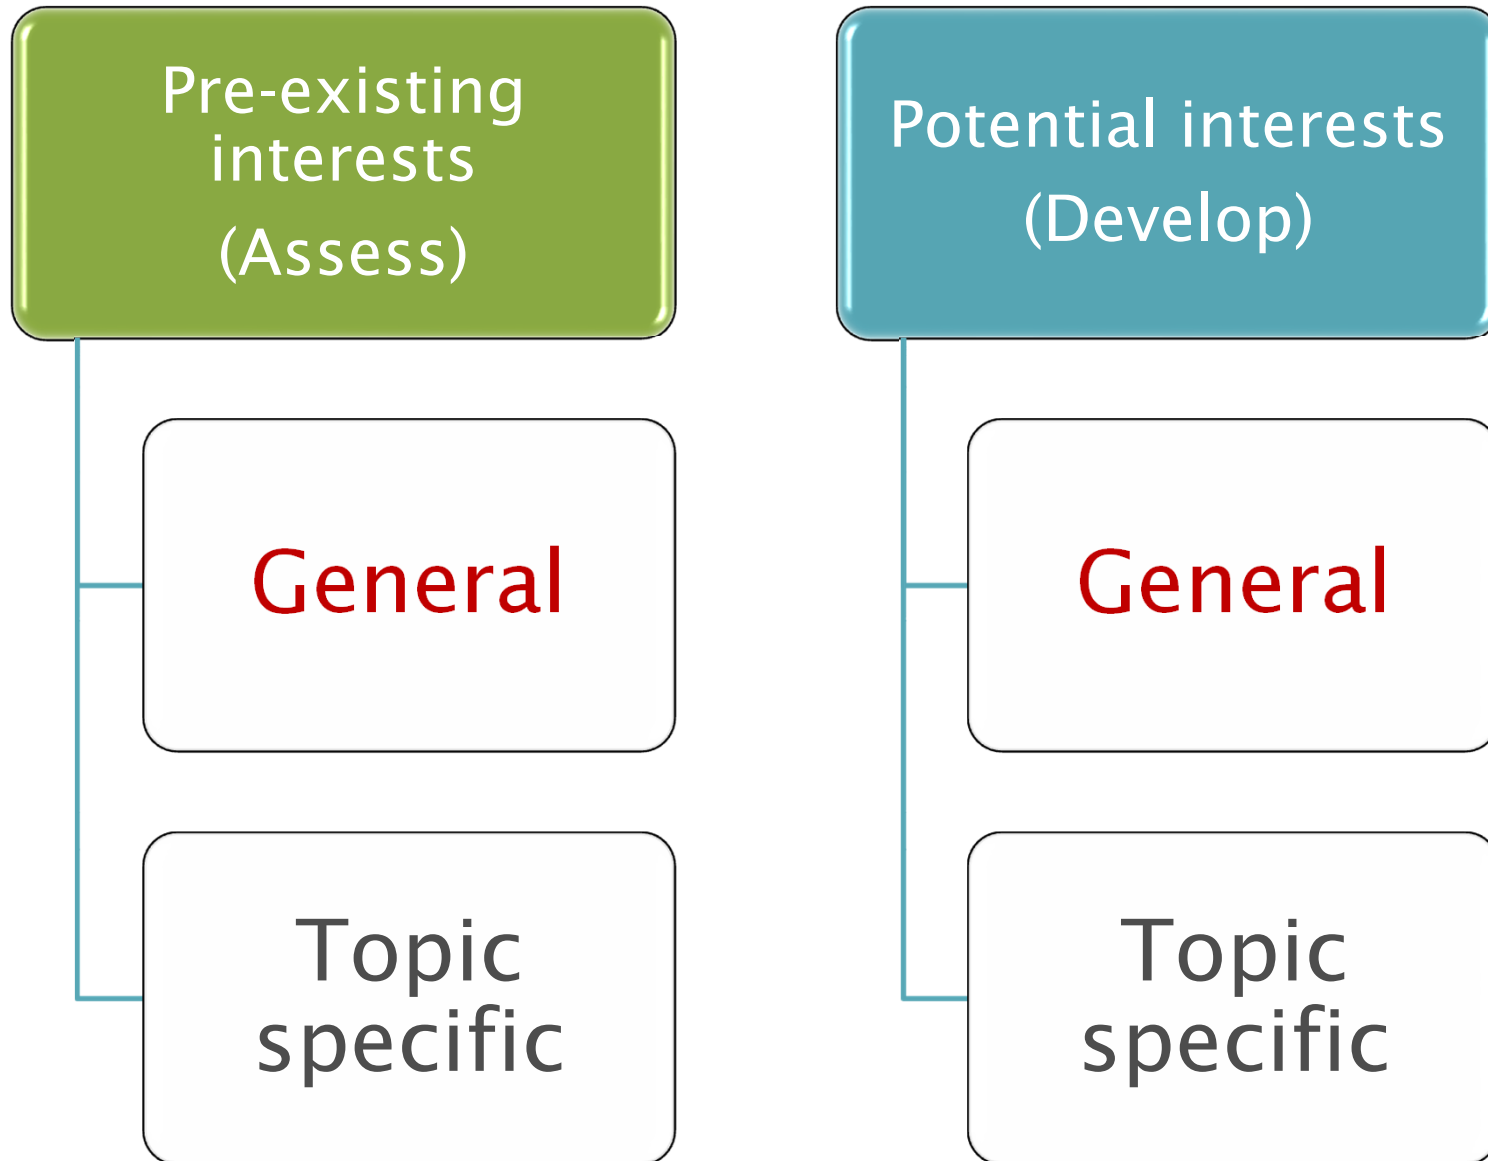 Pre-existing
interests
(Assess)
General
Topic
specific
Potential interests
(Develop)
General
Topic
specific